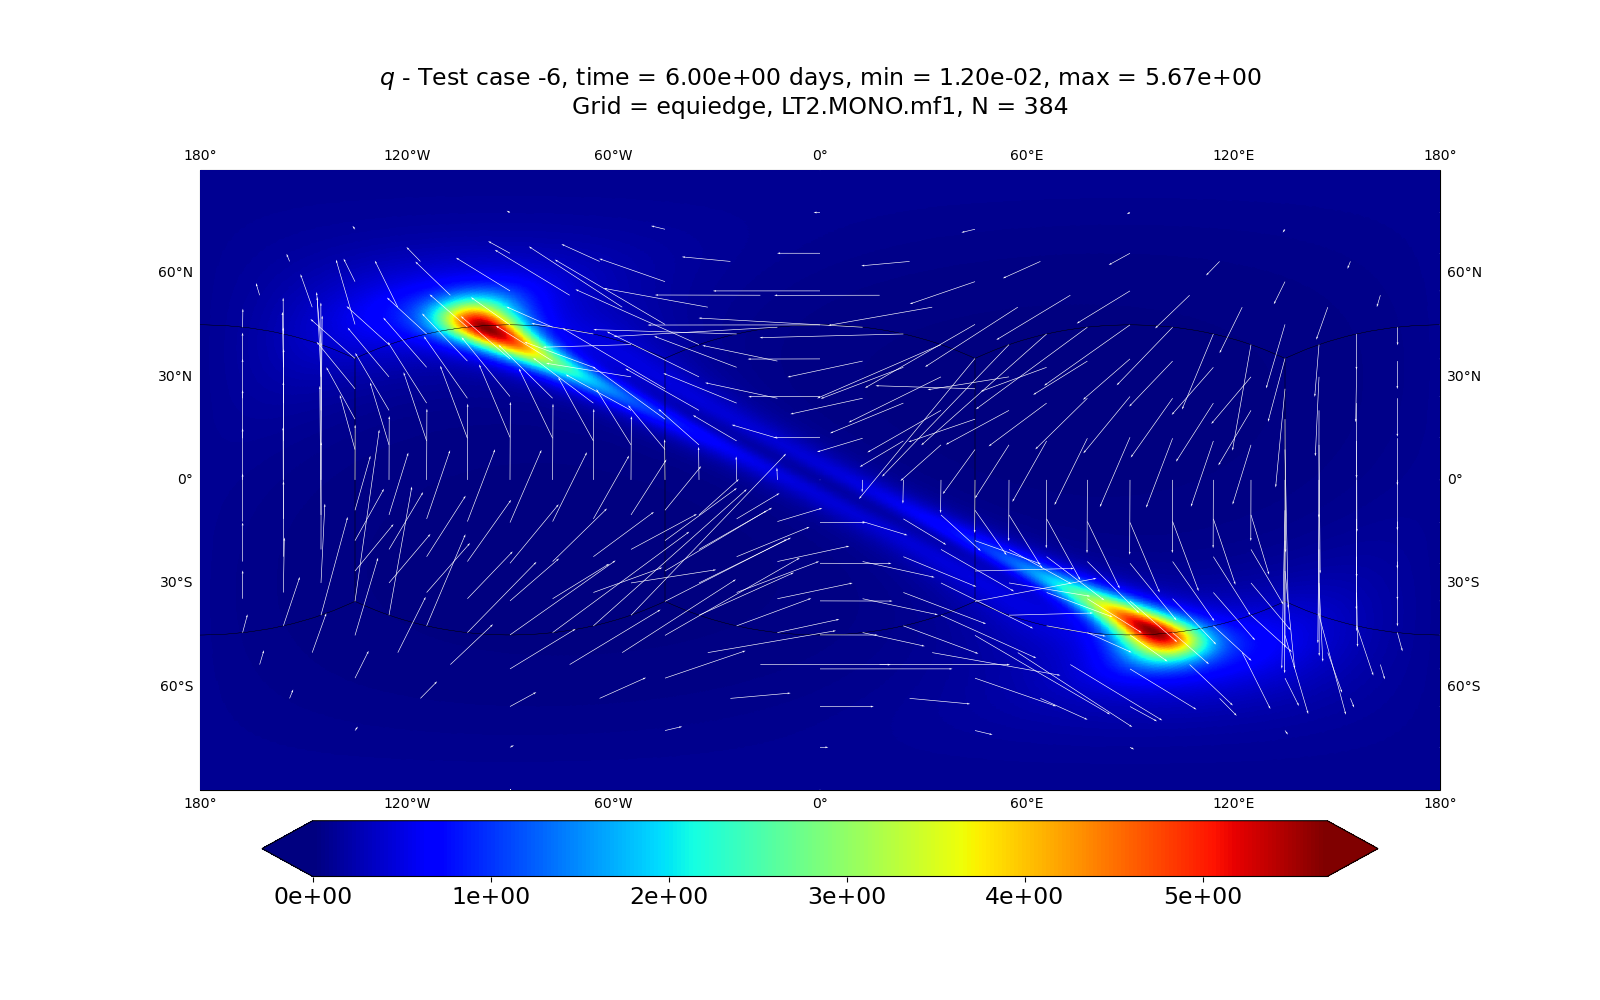 q - Test case -6, time = 6.00e+00 days, min = 1.20e-02, max = 5.67e+00
Grid = equiedge, LT2.MONO.mf1, N = 384
180° 120°W 60°W 0° 60°E 120°E 180°
60°N 60°N
30°N 30°N
0° 0°
30°S 30°S
60°S 60°S
180° 120°W 60°W 0° 60°E 120°E 180°
0e+00 1e+00 2e+00 3e+00 4e+00 5e+00